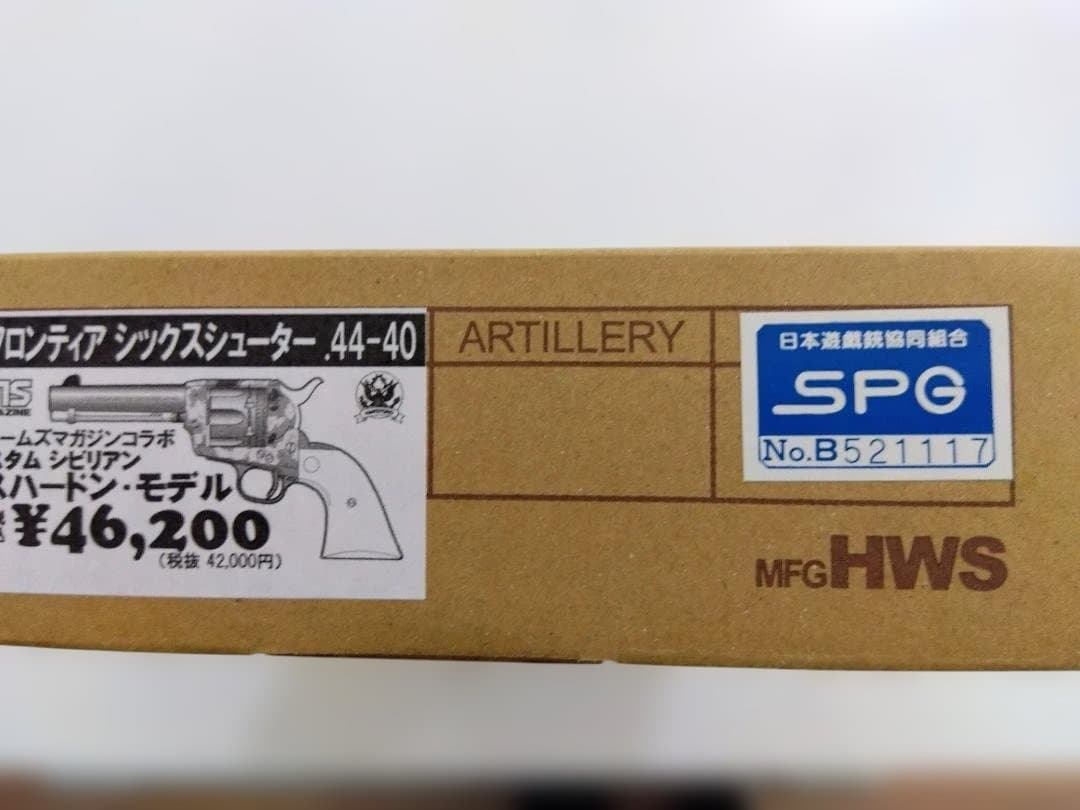 フロンティア シックスシューター .44-40
ームズマガジンコラボ
タム シビリアン
スハードン・モデル
¥46,200
(税抜 42,000円)
ARTILLERY
日本遊戯銃協同組合
SPG
No.B521117
MFG HWS